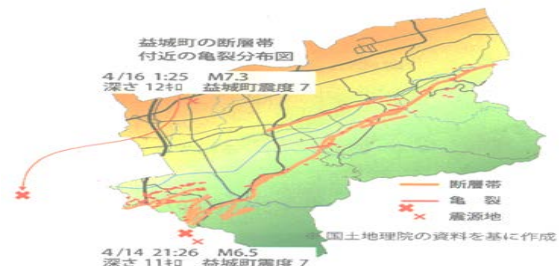 益城町の断層帯
付近の亀裂分布図
4/16 1:25 M7.3
深さ 12㌔ 益城町震度 7
断層帯
亀裂
震源地
※国土地理院の資料を基に作成
4/14 21:26 M6.5
深さ 11㌔ 益城町震度 7